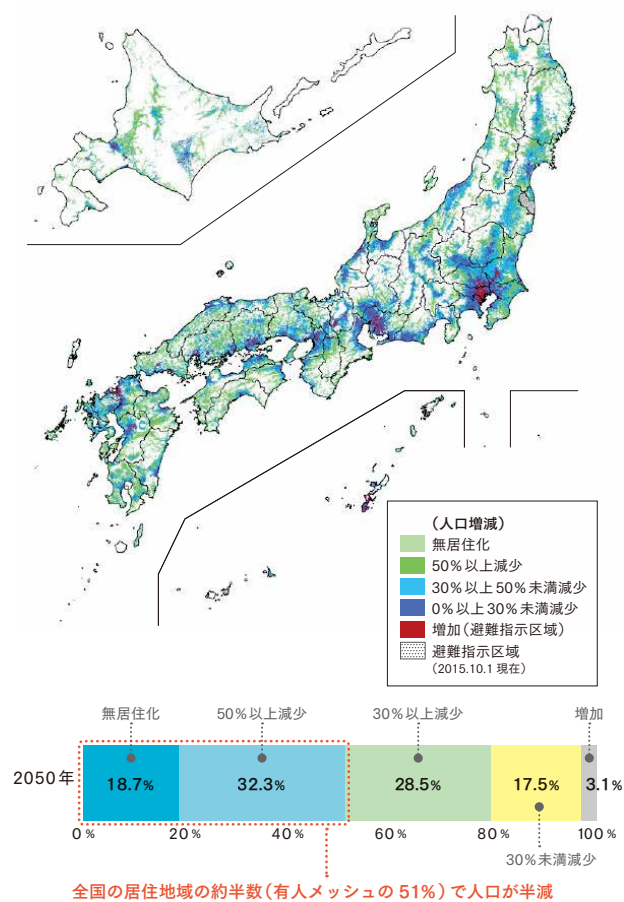 （人口増減）
無居住化
50%以上減少
30%以上50%未満減少
0%以上30%未満減少
増加（避難指示区域）
避難指示区域
（2015.10.1 現在）
無居住化
50%以上減少
30%以上減少
増加
2050年
18.7%
32.3%
28.5%
17.5%
3.1%
0%
20%
40%
60%
80%
100%
30%未満減少
全国の居住地域の約半数（有人メッシュの 51%）で人口が半減